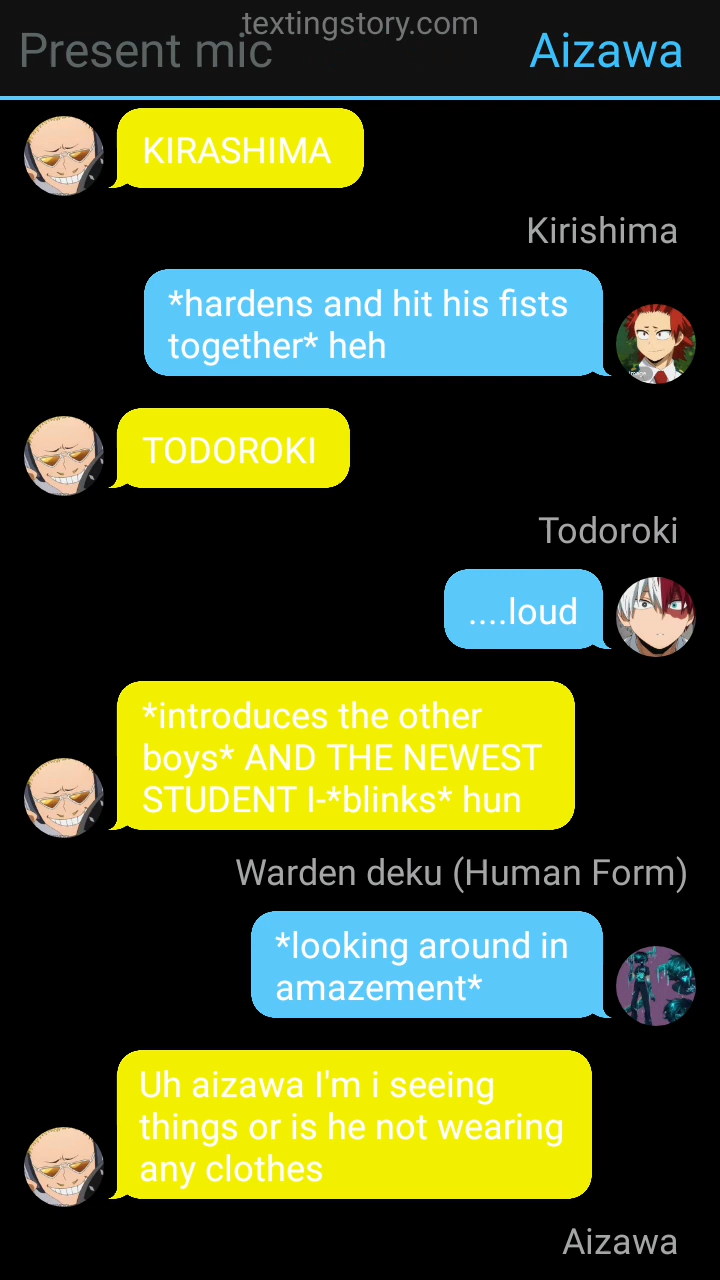 textingstory.com
Present mic
Aizawa
KIRASHIMA
Kirishima
*hardens and hit his fists
together* heh
TODOROKI
Todoroki
....loud
*introduces the other
boys* AND THE NEWEST
STUDENT I-*blinks* hun
Warden deku (Human Form)
*looking around in
amazement*
Uh aizawa I'm i seeing
things or is he not wearing
any clothes
Aizawa